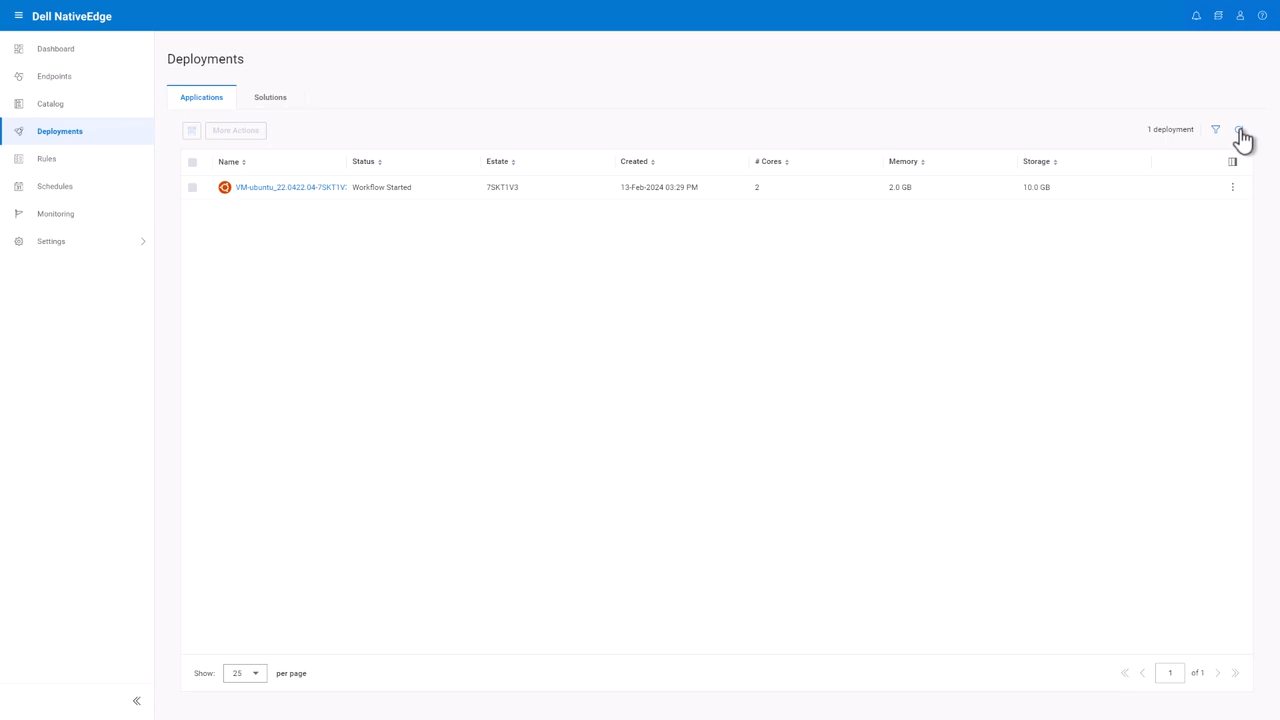 Dell NativeEdge
Dashboard
Endpoints
Catalog
Deployments
Rules
Schedules
Monitoring
Settings
Deployments
Applications
Solutions
More Actions
1 deployment
Name Status Estate Created # Cores Memory Storage
VM-ubuntu_22.0422.04-7SKT1V3 Workflow Started 7SKT1V3 13-Feb-2024 03:29 PM 2 2.0 GB 10.0 GB
Show: 25 per page
1 of 1